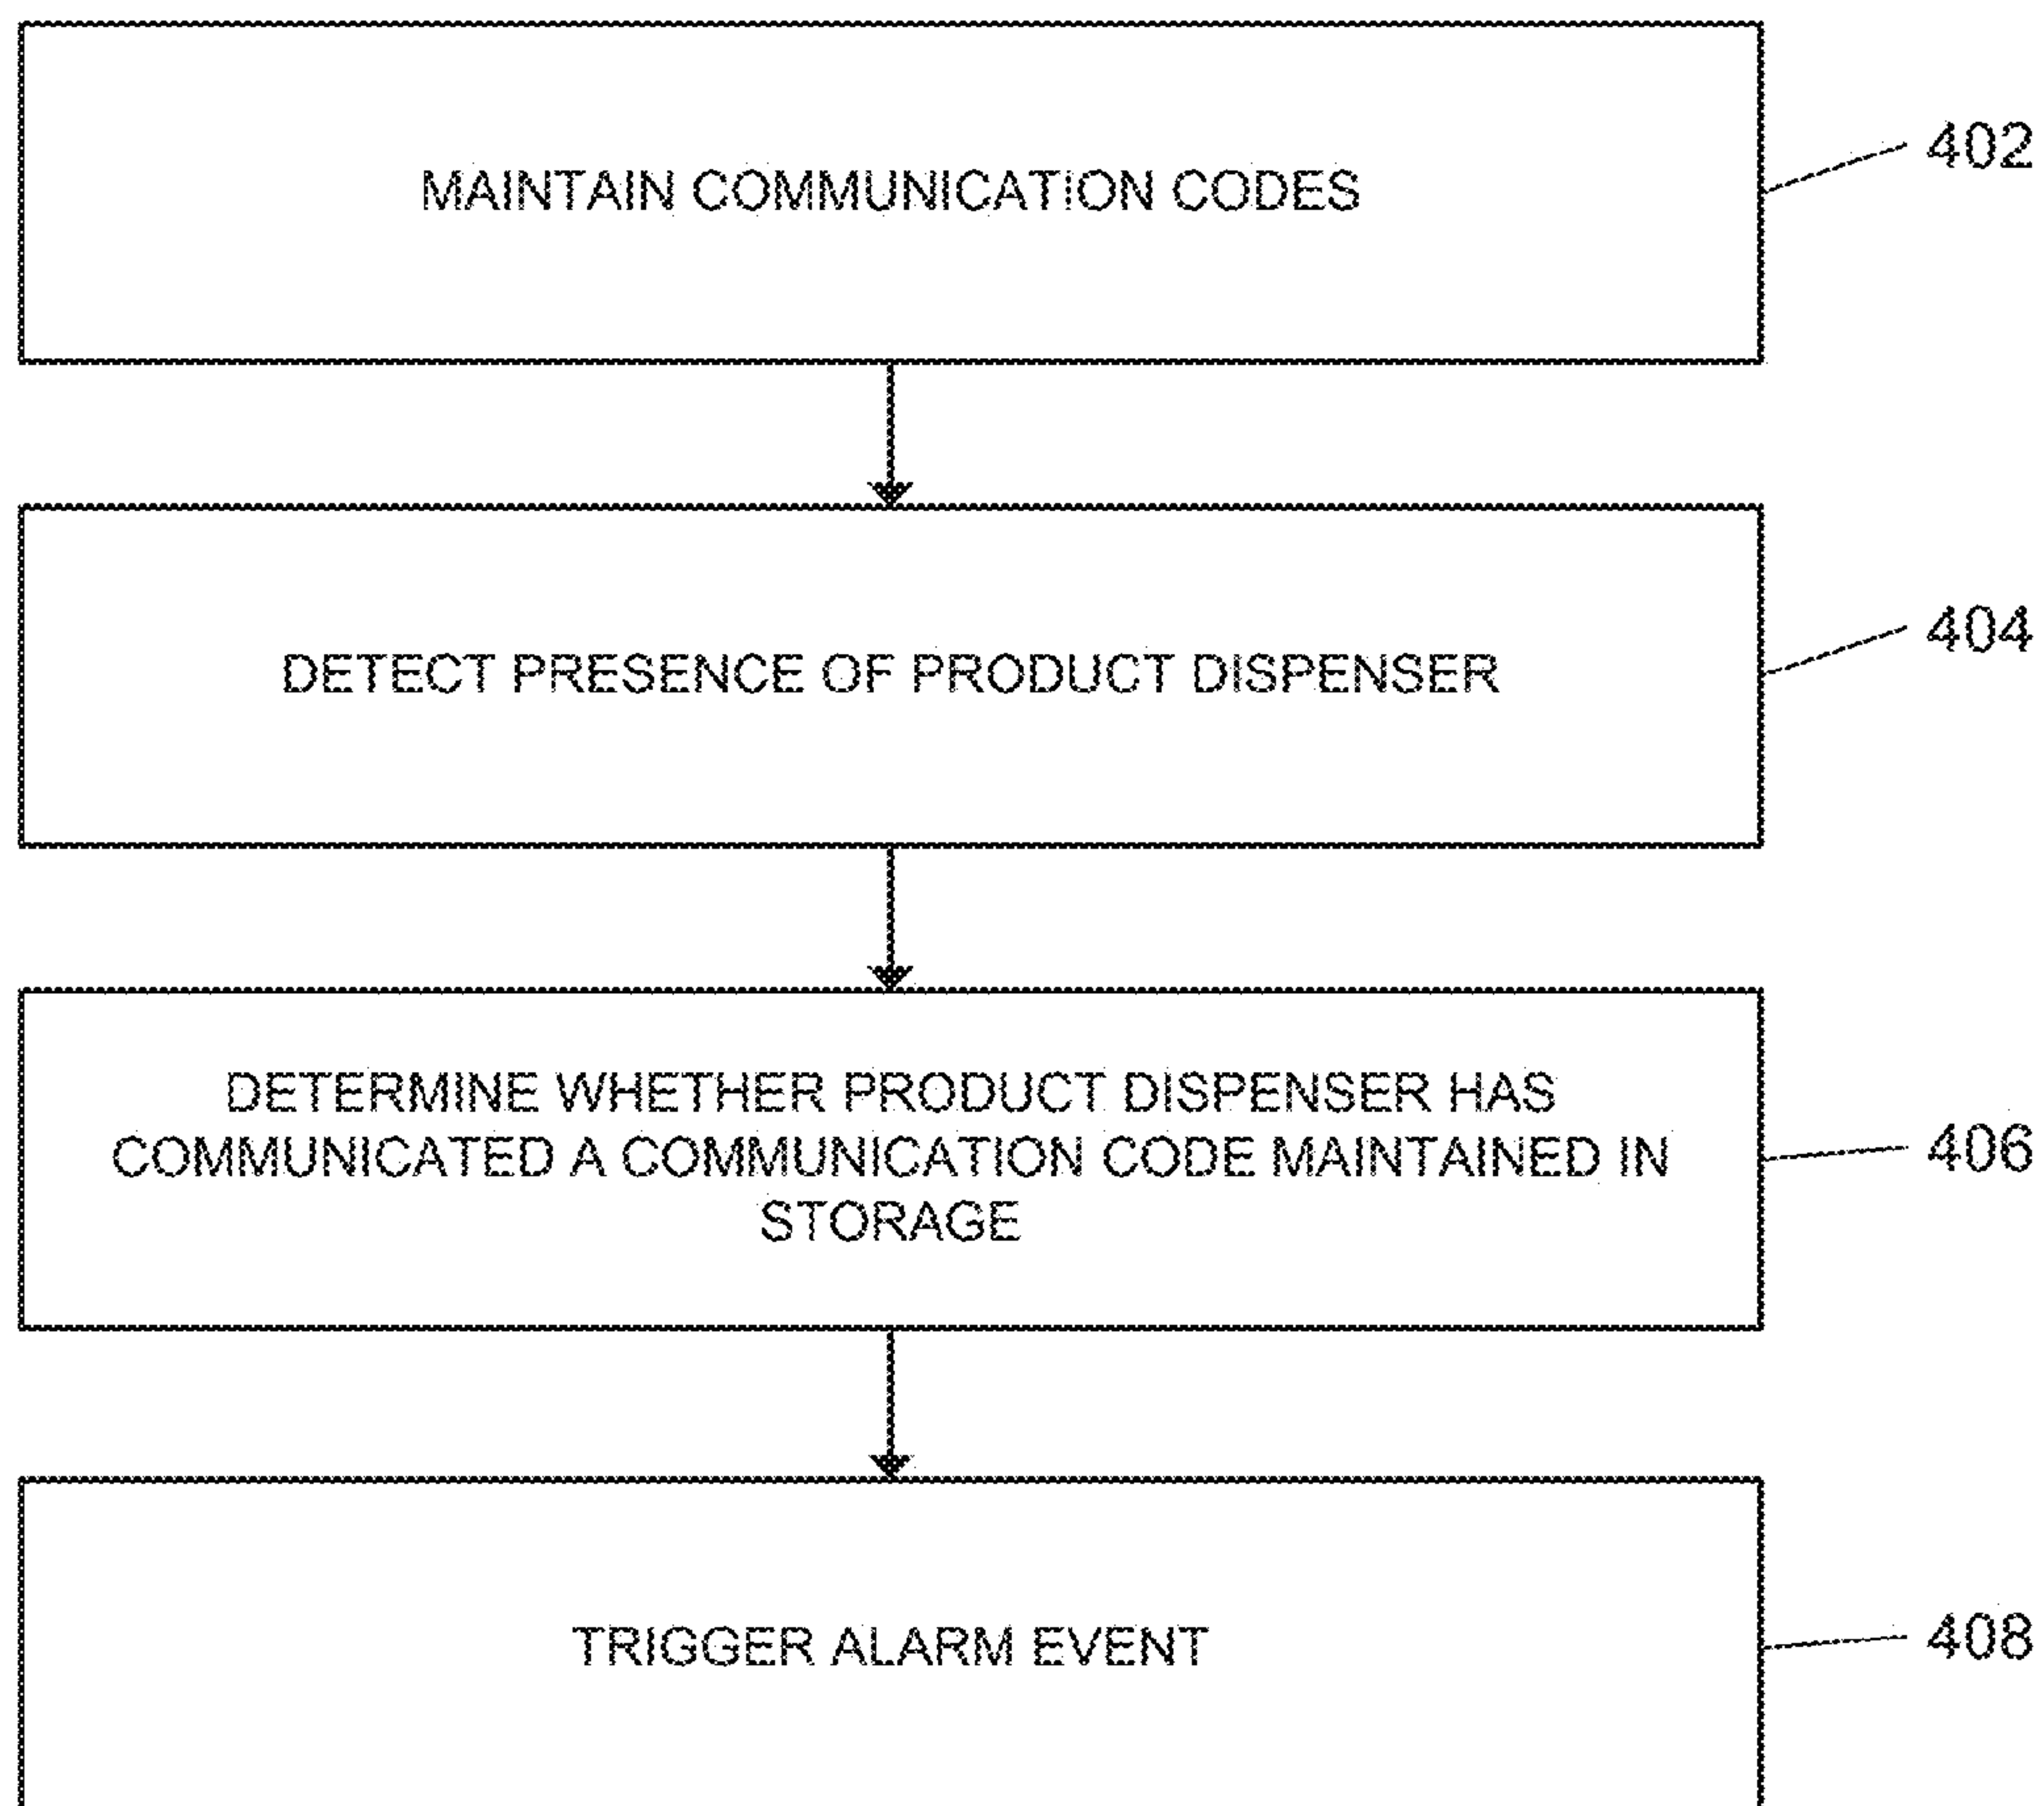 MAINTAIN COMMUNICATION CODES
402
DETECT PRESENCE OF PRODUCT DISPENSER
404
DETERMINE WHETHER PRODUCT DISPENSER HAS
COMMUNICATED A COMMUNICATION CODE MAINTAINED IN
STORAGE
406
TRIGGER ALARM EVENT
408